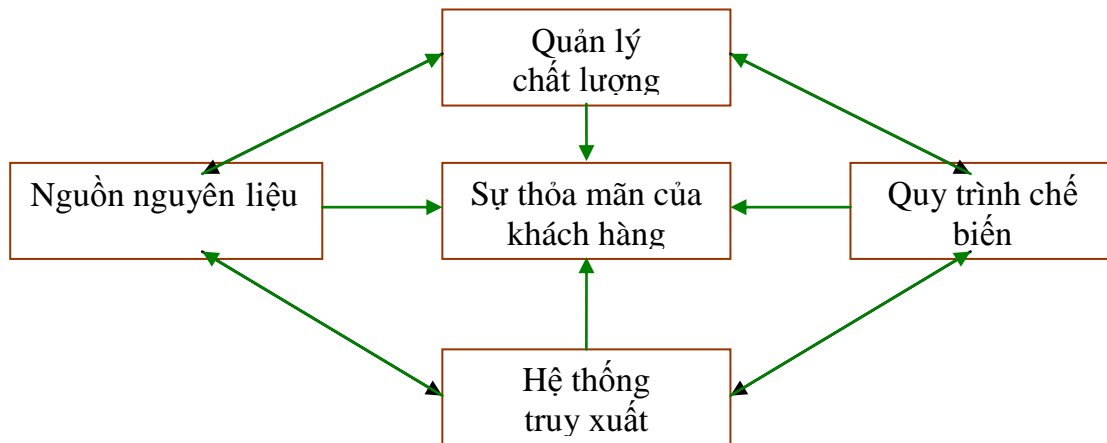 Quản lý
chất lượng
Nguồn nguyên liệu
Sự thỏa mãn của
khách hàng
Quy trình chế
biến
Hệ thống
truy xuất